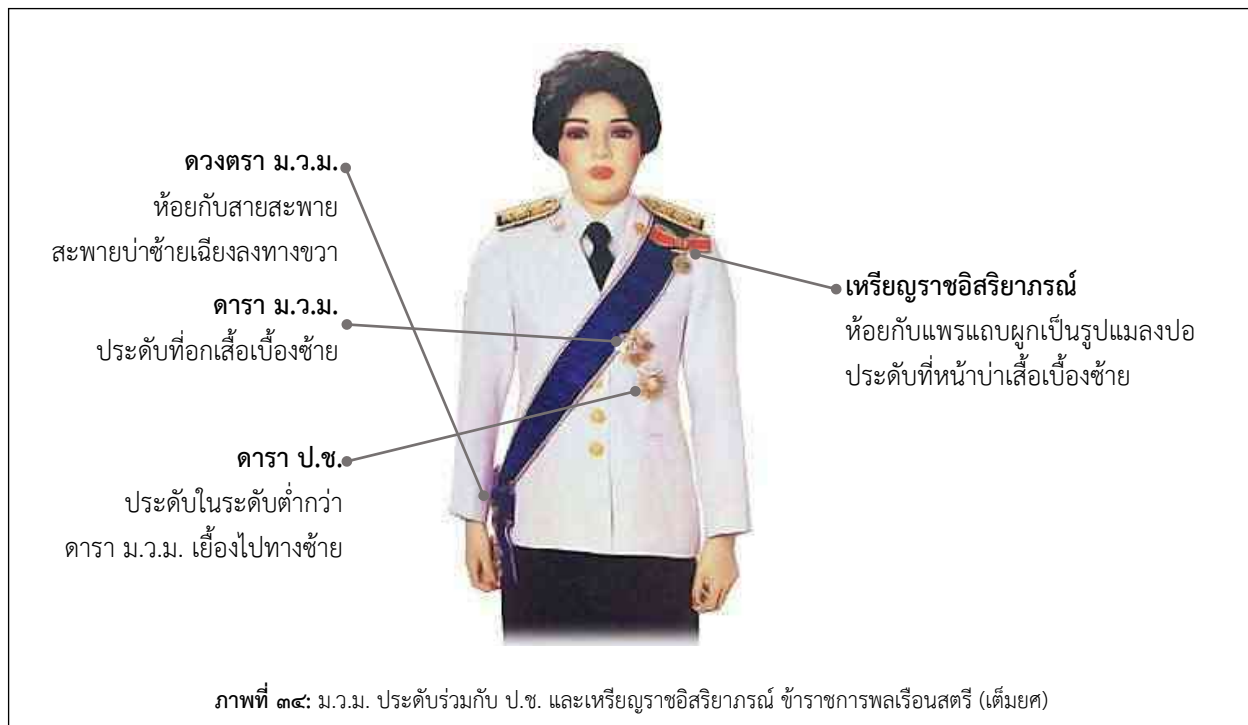 ดวงตรา ม.ว.ม.
ห้อยกับสายสะพาย
สะพายบ่าซ้ายเฉียงลงทางขวา
ดารา ม.ว.ม.
ประดับที่อกเสื้อเบื้องซ้าย
ดารา ป.ช.
ประดับในระดับต่ำกว่า
ดารา ม.ว.ม. เยื้องไปทางซ้าย
เหรียญราชอิสริยาภรณ์
ห้อยกับแพรแถบผูกเป็นรูปแมลงปอ
ประดับที่หน้าบ่าเสื้อเบื้องซ้าย
ภาพที่ ๓๔: ม.ว.ม. ประดับร่วมกับ ป.ช. และเหรียญราชอิสริยาภรณ์ ข้าราชการพลเรือนสตรี (เต็มยศ)